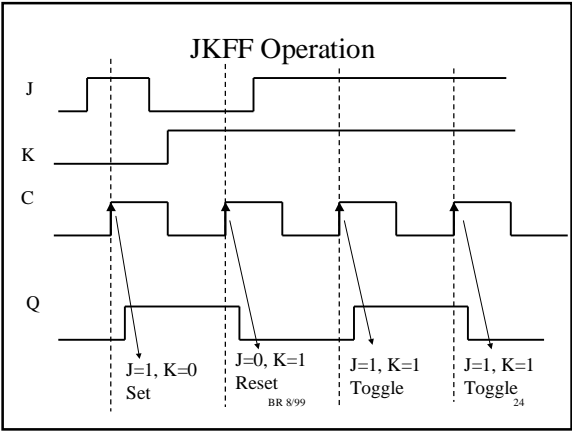 JKFF Operation
J
K
C
Q
J=1, K=0
Set
J=0, K=1
Reset
J=1, K=1
Toggle
J=1, K=1
Toggle
BR 8/99
24